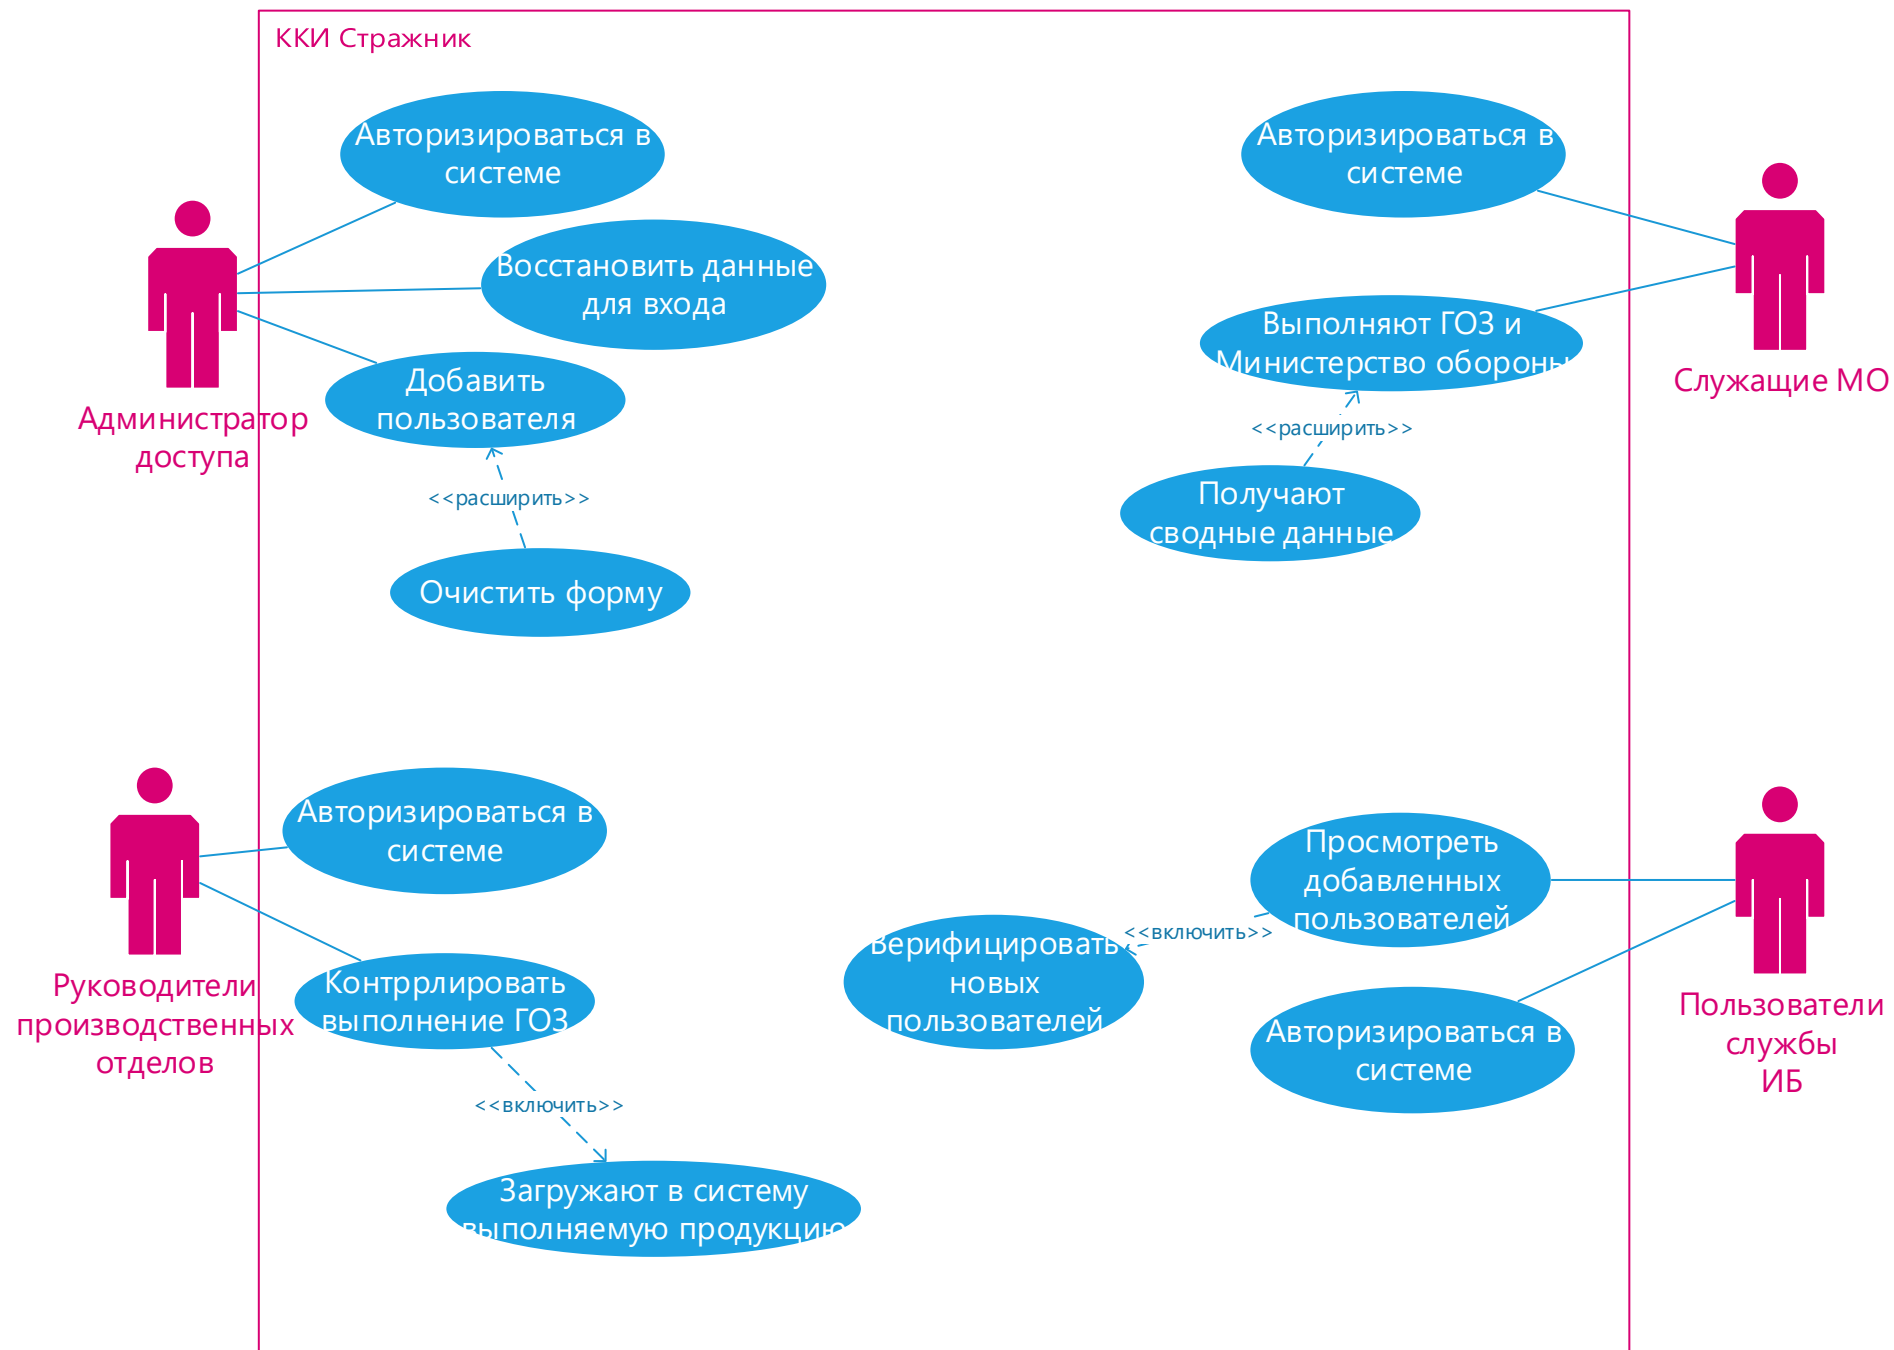 ККИ Стражник
Авторизироваться в
системе
Восстановить данные
для входа
Добавить
пользователя
<<расширить>>
Очистить форму
Администратор
доступа
Авторизироваться в
системе
Выполняют ГОЗ и
Министерство обороны
<<расширить>>
Получают
сводные данные
Служащие МО
Авторизироваться в
системе
Контррлировать
выполнение ГОЗ
<<включить>>
Загружают в систему
выполняемую продукцию
Руководители
производственных
отделов
Просмотреть
добавленных
пользователей
<<включить>>
Верифицировать
новых
пользователей
Авторизироваться в
системе
Пользователи
службы
ИБ